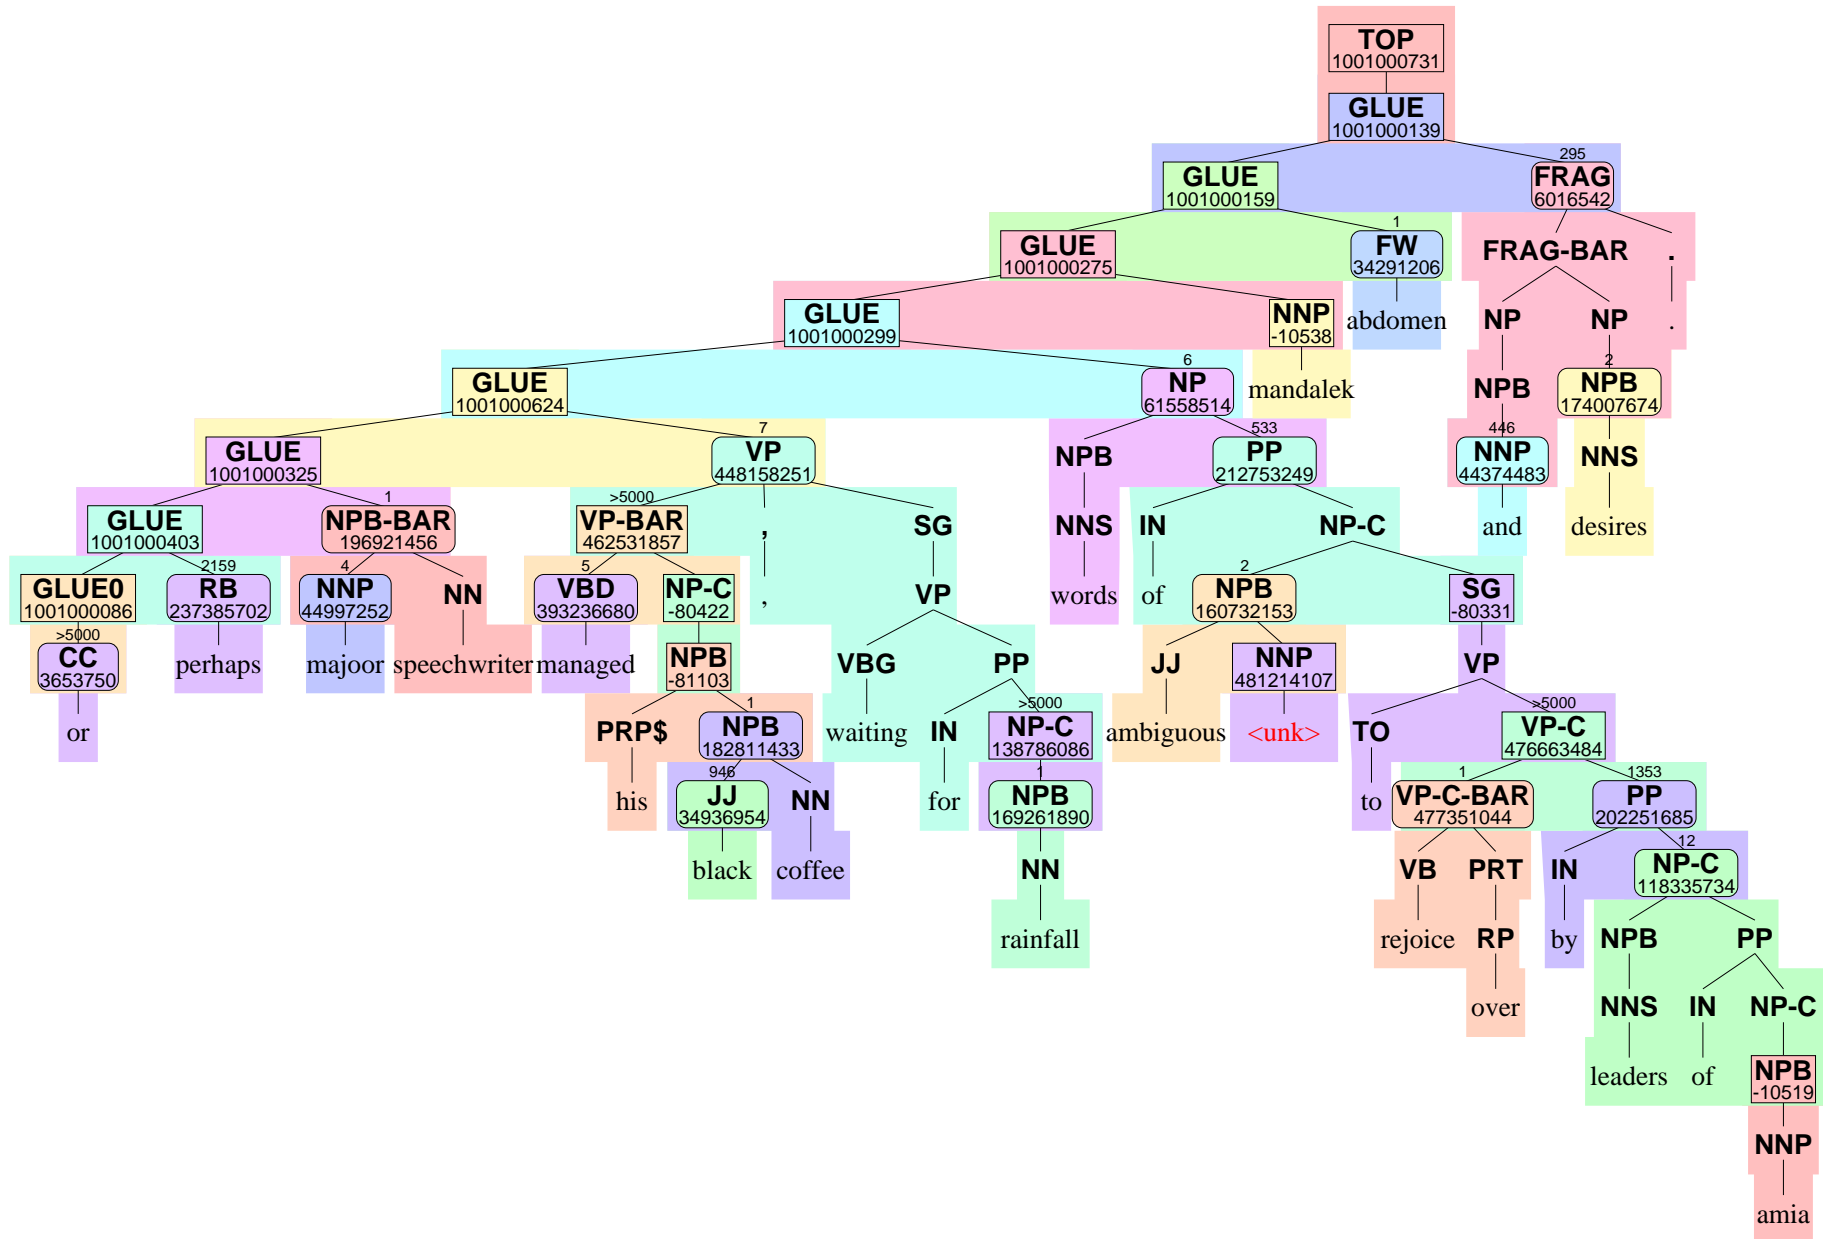 TOP
1001000731
GLUE
1001000139
295
GLUE FRAG
1001000159 6016542
1
GLUE FW FRAG-BAR .
1001000275 34291206
GLUE NNP abdomen NP NP .
1001000299 -10538
6 2
GLUE NP mandalek NPB NPB
1001000624 61558514 174007674
7 533 446
GLUE VP NPB PP NNP NNS
1001000325 448158251 212753249 44374483
1 >5000
GLUE NPB-BAR VP-BAR , SG NNS IN NP-C and desires
1001000403 196921456 462531857
2159 4 5 2
GLUE0 RB NNP NN VBD NP-C , VP words of NPB SG
1001000086 237385702 44997252 393236680 -80422 160732153 -80331
>5000
CC perhaps majoor speechwriter managed NPB VBG PP JJ NNP VP
3653750 -81103 481214107
1 >5000 >5000
or PRP$ NPB waiting IN NP-C ambiguous <unk> TO VP-C
182811433 138786086 476663484
946 1 1 1353
his JJ NN for NPB to VP-C-BAR PP
34936954 169261890 477351044 202251685
12
black coffee NN VB PRT IN NP-C
118335734
rainfall rejoice RP by NPB PP
over NNS IN NP-C
leaders of NPB
-10519
NNP
amia